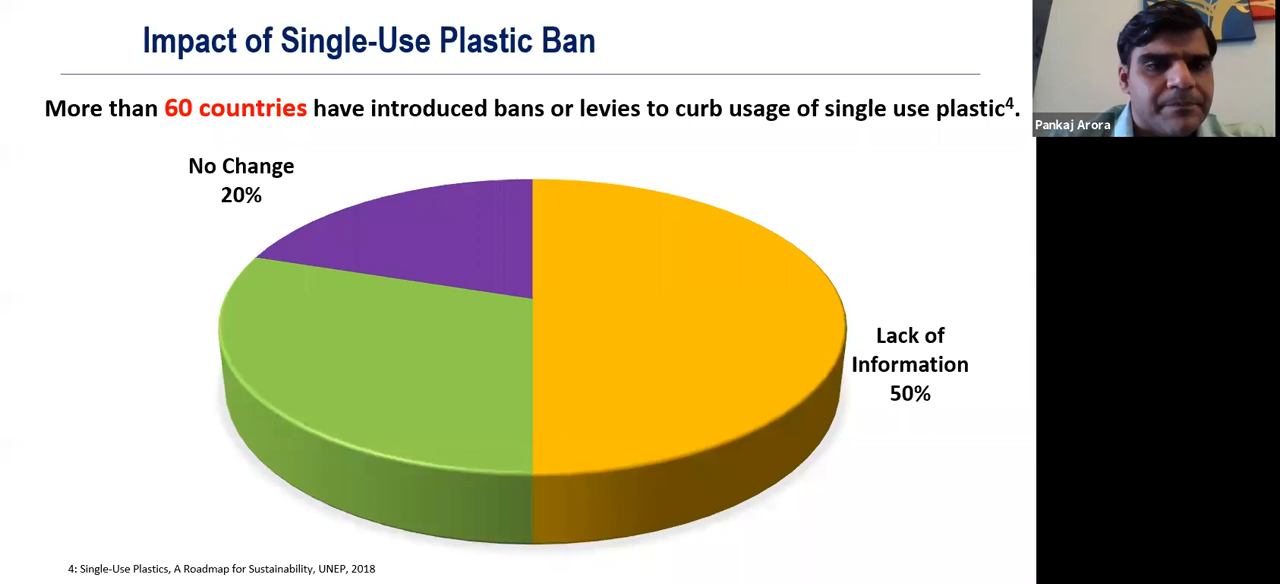 Impact of Single-Use Plastic Ban
More than 60 countries have introduced bans or levies to curb usage of single use plastic⁴.
Pankaj Arora
No Change
20%
Lack of
Information
50%
4: Single-Use Plastics, A Roadmap for Sustainability, UNEP, 2018